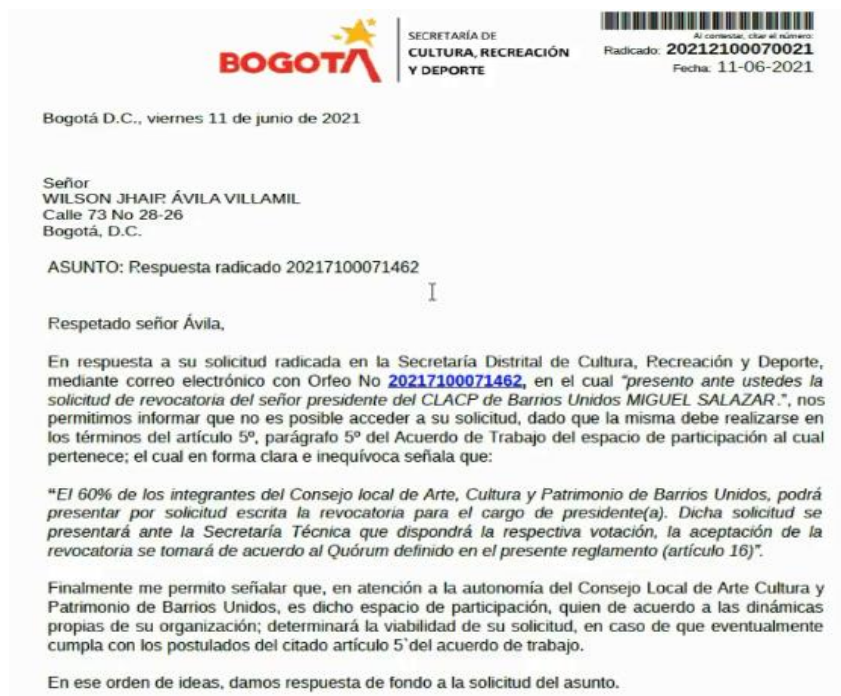 BOGOTÁ
SECRETARÍA DE
CULTURA, RECREACIÓN
Y DEPORTE
Al contestar, citar el número:
Radicado: 20212100070021
Fecha: 11-06-2021
Bogotá D.C., viernes 11 de junio de 2021
Señor
WILSON JHAIR ÁVILA VILLAMIL
Calle 73 No 28-26
Bogotá, D.C.
ASUNTO: Respuesta radicado 20217100071462
Respetado señor Ávila,
En respuesta a su solicitud radicada en la Secretaría Distrital de Cultura, Recreación y Deporte,
mediante correo electrónico con Orfeo No 20217100071462, en el cual "presento ante ustedes la
solicitud de revocatoria del señor presidente del CLACP de Barrios Unidos MIGUEL SALAZAR.", nos
permitimos informar que no es posible acceder a su solicitud, dado que la misma debe realizarse en
los términos del artículo 5º, parágrafo 5º del Acuerdo de Trabajo del espacio de participación al cual
pertenece; el cual en forma clara e inequívoca señala que:
"El 60% de los integrantes del Consejo local de Arte, Cultura y Patrimonio de Barrios Unidos, podrá
presentar por solicitud escrita la revocatoria para el cargo de presidente(a). Dicha solicitud se
presentará ante la Secretaría Técnica que dispondrá la respectiva votación, la aceptación de la
revocatoria se tomará de acuerdo al Quórum definido en el presente reglamento (artículo 16)".
Finalmente me permito señalar que, en atención a la autonomía del Consejo Local de Arte Cultura y
Patrimonio de Barrios Unidos, es dicho espacio de participación, quien de acuerdo a las dinámicas
propias de su organización; determinará la viabilidad de su solicitud, en caso de que eventualmente
cumpla con los postulados del citado artículo 5`del acuerdo de trabajo.
En ese orden de ideas, damos respuesta de fondo a la solicitud del asunto.